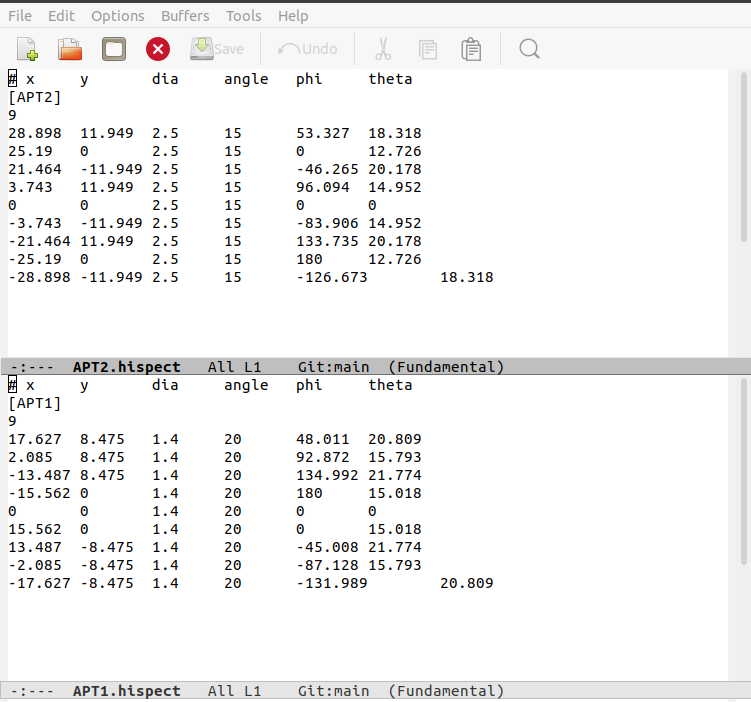 File Edit Options Buffers Tools Help
Save Undo
# x y dia angle phi theta
[APT2]
9
28.898 11.949 2.5 15 53.327 18.318
25.19 0 2.5 15 0 12.726
21.464 -11.949 2.5 15 -46.265 20.178
3.743 11.949 2.5 15 96.094 14.952
0 0 2.5 15 0 0
-3.743 -11.949 2.5 15 -83.906 14.952
-21.464 11.949 2.5 15 133.735 20.178
-25.19 0 2.5 15 180 12.726
-28.898 -11.949 2.5 15 -126.673 18.318
-:--- APT2.hispect All L1 Git:main (Fundamental)
# x y dia angle phi theta
[APT1]
9
17.627 8.475 1.4 20 48.011 20.809
2.085 8.475 1.4 20 92.872 15.793
-13.487 8.475 1.4 20 134.992 21.774
-15.562 0 1.4 20 180 15.018
0 0 1.4 20 0 0
15.562 0 1.4 20 0 15.018
13.487 -8.475 1.4 20 -45.008 21.774
-2.085 -8.475 1.4 20 -87.128 15.793
-17.627 -8.475 1.4 20 -131.989 20.809
-:--- APT1.hispect All L1 Git:main (Fundamental)